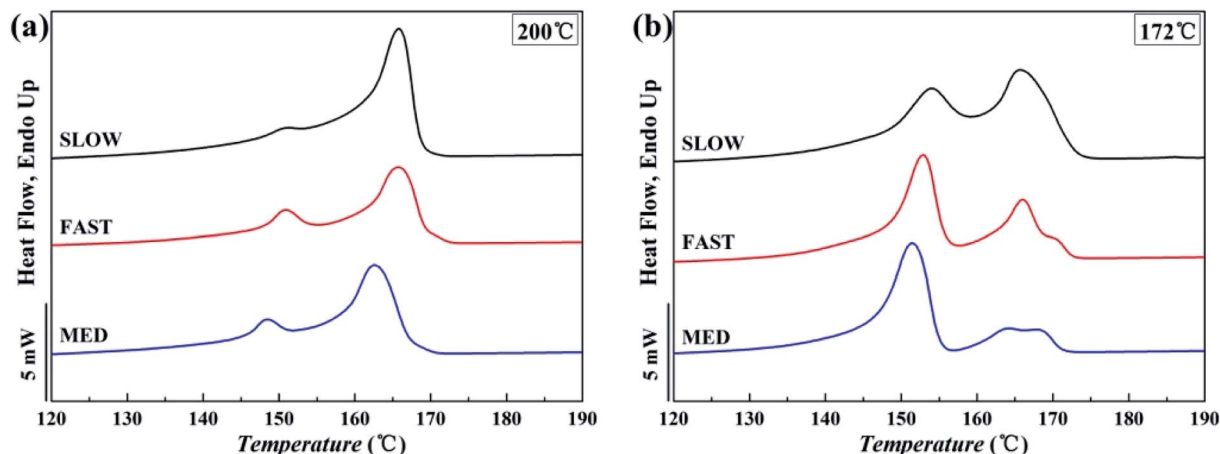 (a)
200℃
Heat Flow, Endo Up
SLOW
FAST
MED
5 mW
120 130 140 150 160 170 180 190
Temperature (℃)
(b)
172℃
Heat Flow, Endo Up
SLOW
FAST
MED
5 mW
120 130 140 150 160 170 180 190
Temperature (℃)